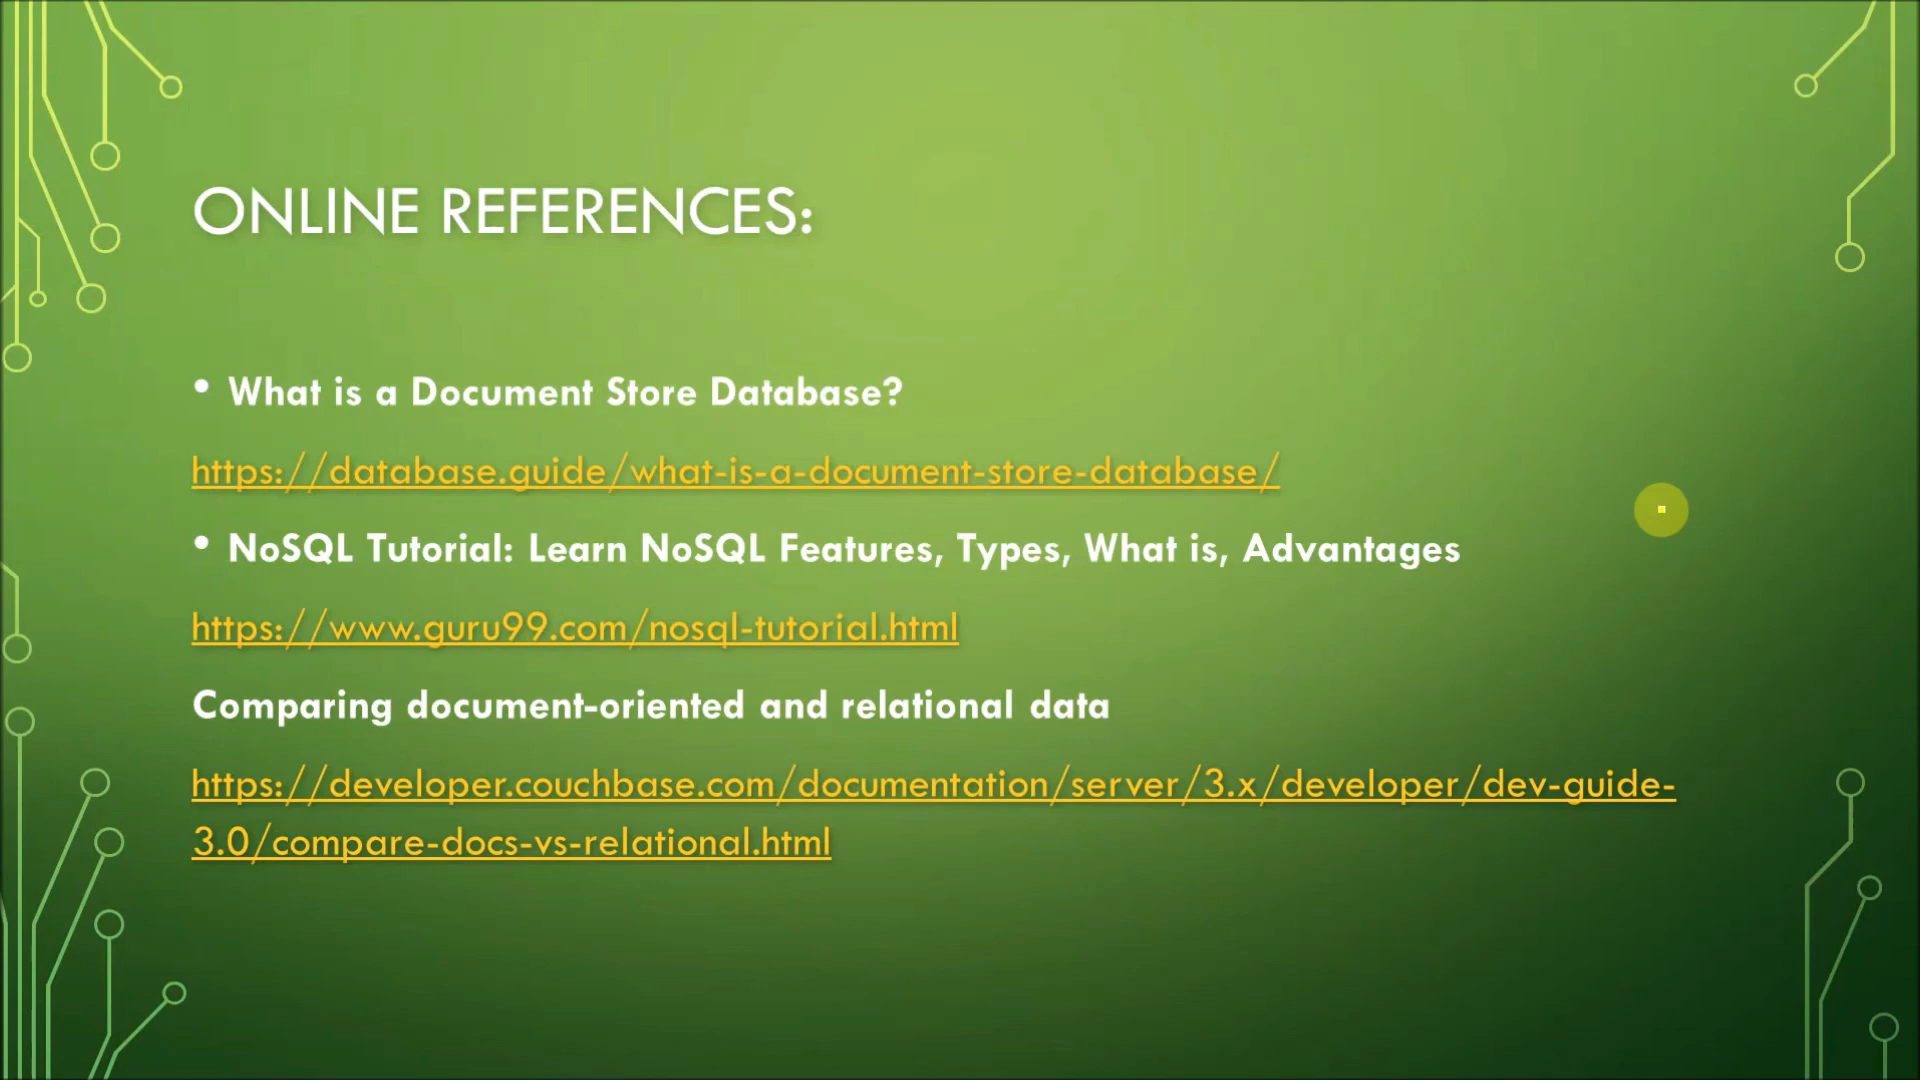 ONLINE REFERENCES:
• What is a Document Store Database?
https://database.guide/what-is-a-document-store-database/
• NoSQL Tutorial: Learn NoSQL Features, Types, What is, Advantages
https://www.guru99.com/nosql-tutorial.html
Comparing document-oriented and relational data
https://developer.couchbase.com/documentation/server/3.x/developer/dev-guide-
3.0/compare-docs-vs-relational.html